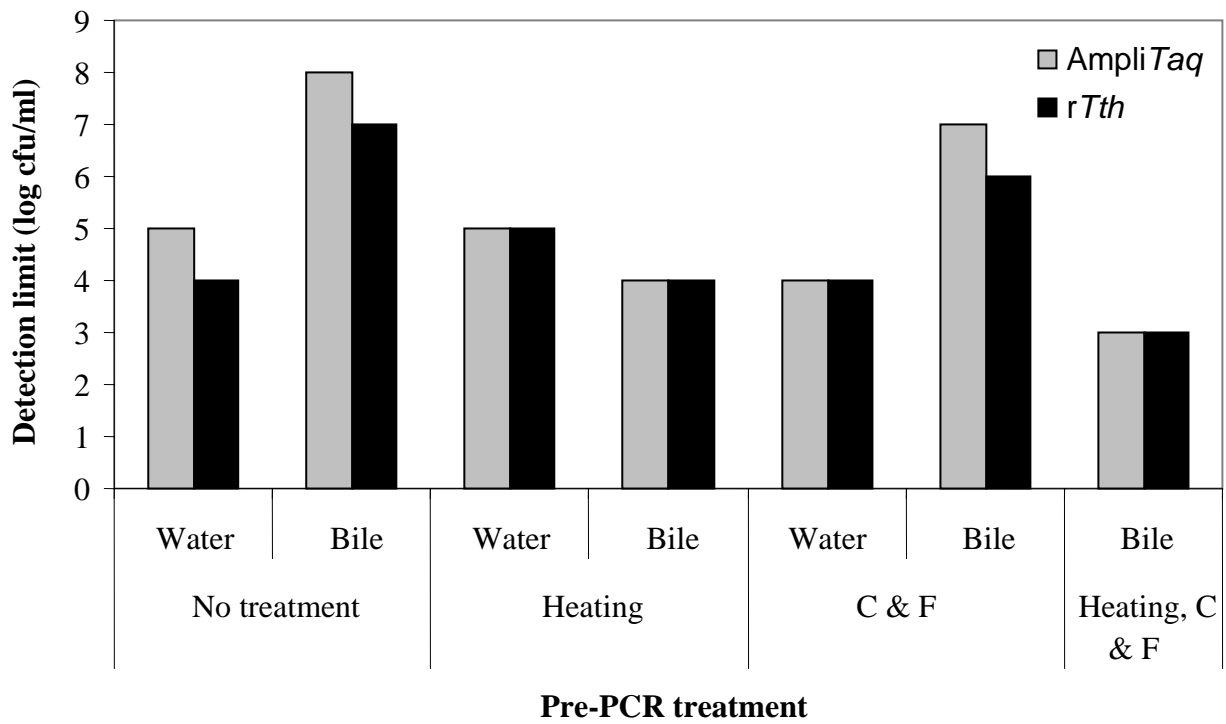 9
8
7
6
5
4
3
2
1
0
Detection limit (log cfu/ml)
AmpliTaq
rTth
Water Bile Water Bile Water Bile Bile
No treatment Heating C & F Heating, C
& F
Pre-PCR treatment